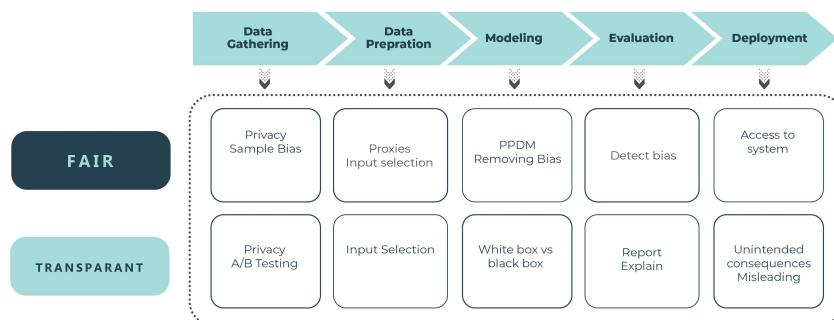 Data
Gathering
Data
Prepration
Modeling
Evaluation
Deployment
FAIR
Privacy
Sample Bias
Proxies
Input selection
PPDM
Removing Bias
Detect bias
Access to
system
TRANSPARANT
Privacy
A/B Testing
Input Selection
White box vs
black box
Report
Explain
Unintended
consequences
Misleading